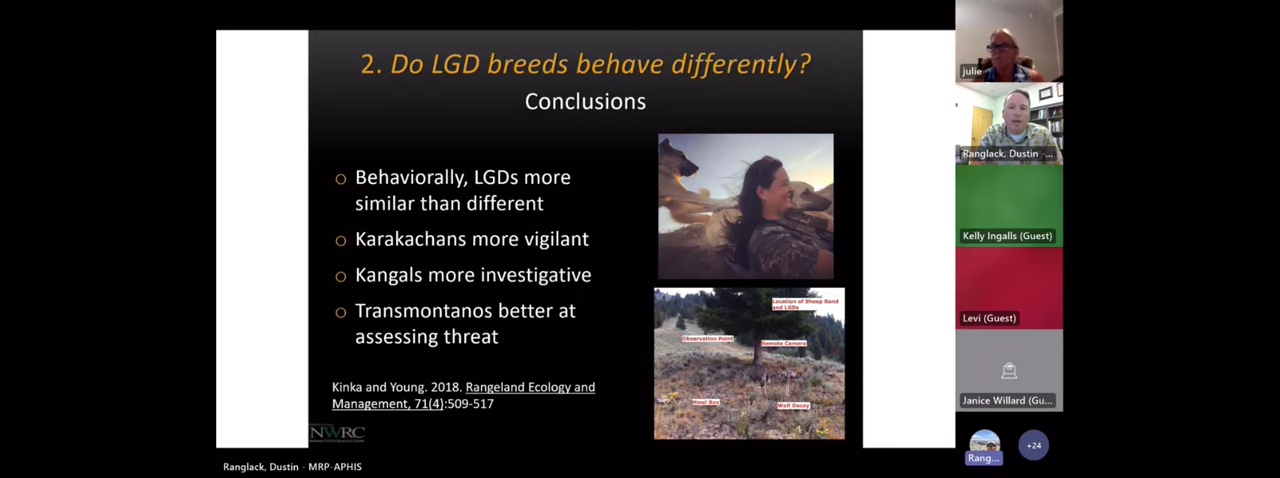 2. Do LGD breeds behave differently?
Conclusions
○ Behaviorally, LGDs more
similar than different
○ Karakachans more vigilant
○ Kangals more investigative
○ Transmontanos better at
assessing threat
Kinka and Young. 2018. Rangeland Ecology and
Management, 71(4):509-517
NWRC
Location of Sheep Band
and LGDs
Observation Point
Remote Camera
Howl Box
Wolf Decoy
Ranglack, Dustin - MRP-APHIS
julie
Ranglack, Dustin -...
Kelly Ingalls (Guest)
Levi (Guest)
Janice Willard (Gu...
Rang...
+24